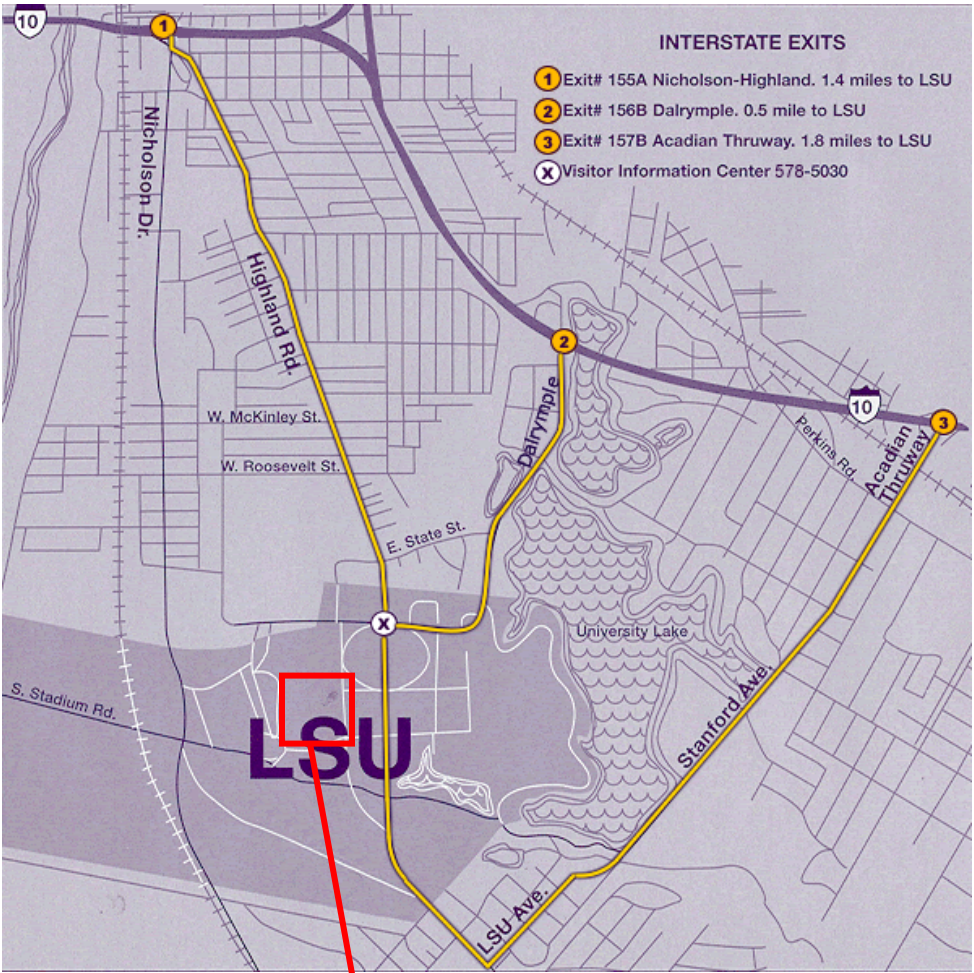 10
1
INTERSTATE EXITS
1 Exit# 155A Nicholson-Highland. 1.4 miles to LSU
2 Exit# 156B Dalrymple. 0.5 mile to LSU
3 Exit# 157B Acadian Thruway. 1.8 miles to LSU
X Visitor Information Center 578-5030
Nicholson Dr.
Highland Rd.
2
Dalrymple
10
3
W. McKinley St.
Perkins Rd.
Acadian
Thruway
W. Roosevelt St.
E. State St.
X
University Lake
S. Stadium Rd.
LSU
Stanford Ave.
LSU Ave.